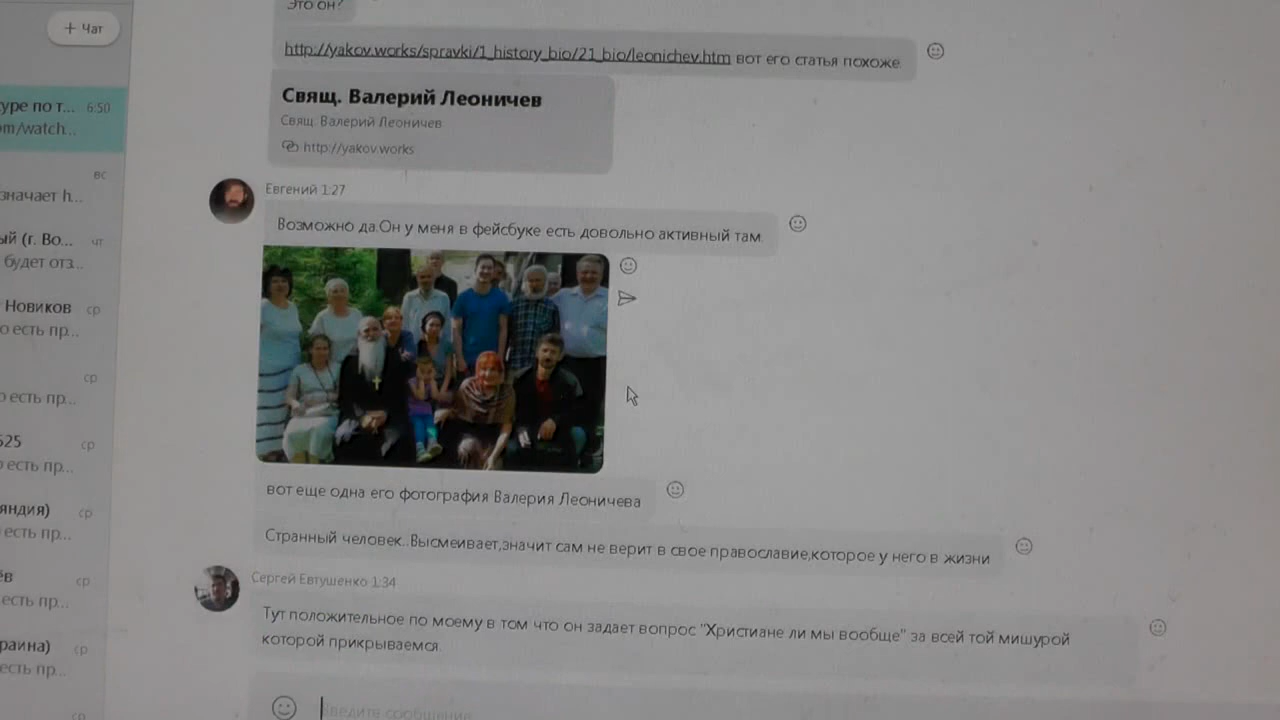 Это он?
+ Чат
http://yakov.works/spravki/1_history_bio/21_bio/leonichev.htm вот его статья похоже.
Свящ. Валерий Леоничев
Свящ. Валерий Леоничев
http://yakov.works
уре по т... 6:50
om/watch...
вс
значает h...
ый (г. Во... чт
будет отз...
Новиков ср
о есть пр...
ср
о есть пр...
525 ср
о есть пр...
яндия) ср
есть пр...
ёв ср
есть пр...
раина) ср
есть пр...
ср
Евгений 1:27
Возможно да.Он у меня в фейсбуке есть довольно активный там.
вот еще одна его фотография Валерия Леоничева
Странный человек..Высмеивает,значит сам не верит в свое православие,которое у него в жизни
Сергей Евтушенко 1:34
Тут положительное по моему в том что он задает вопрос "Христиане ли мы вообще" за всей той мишурой
которой прикрываемся.
Введите сообщение